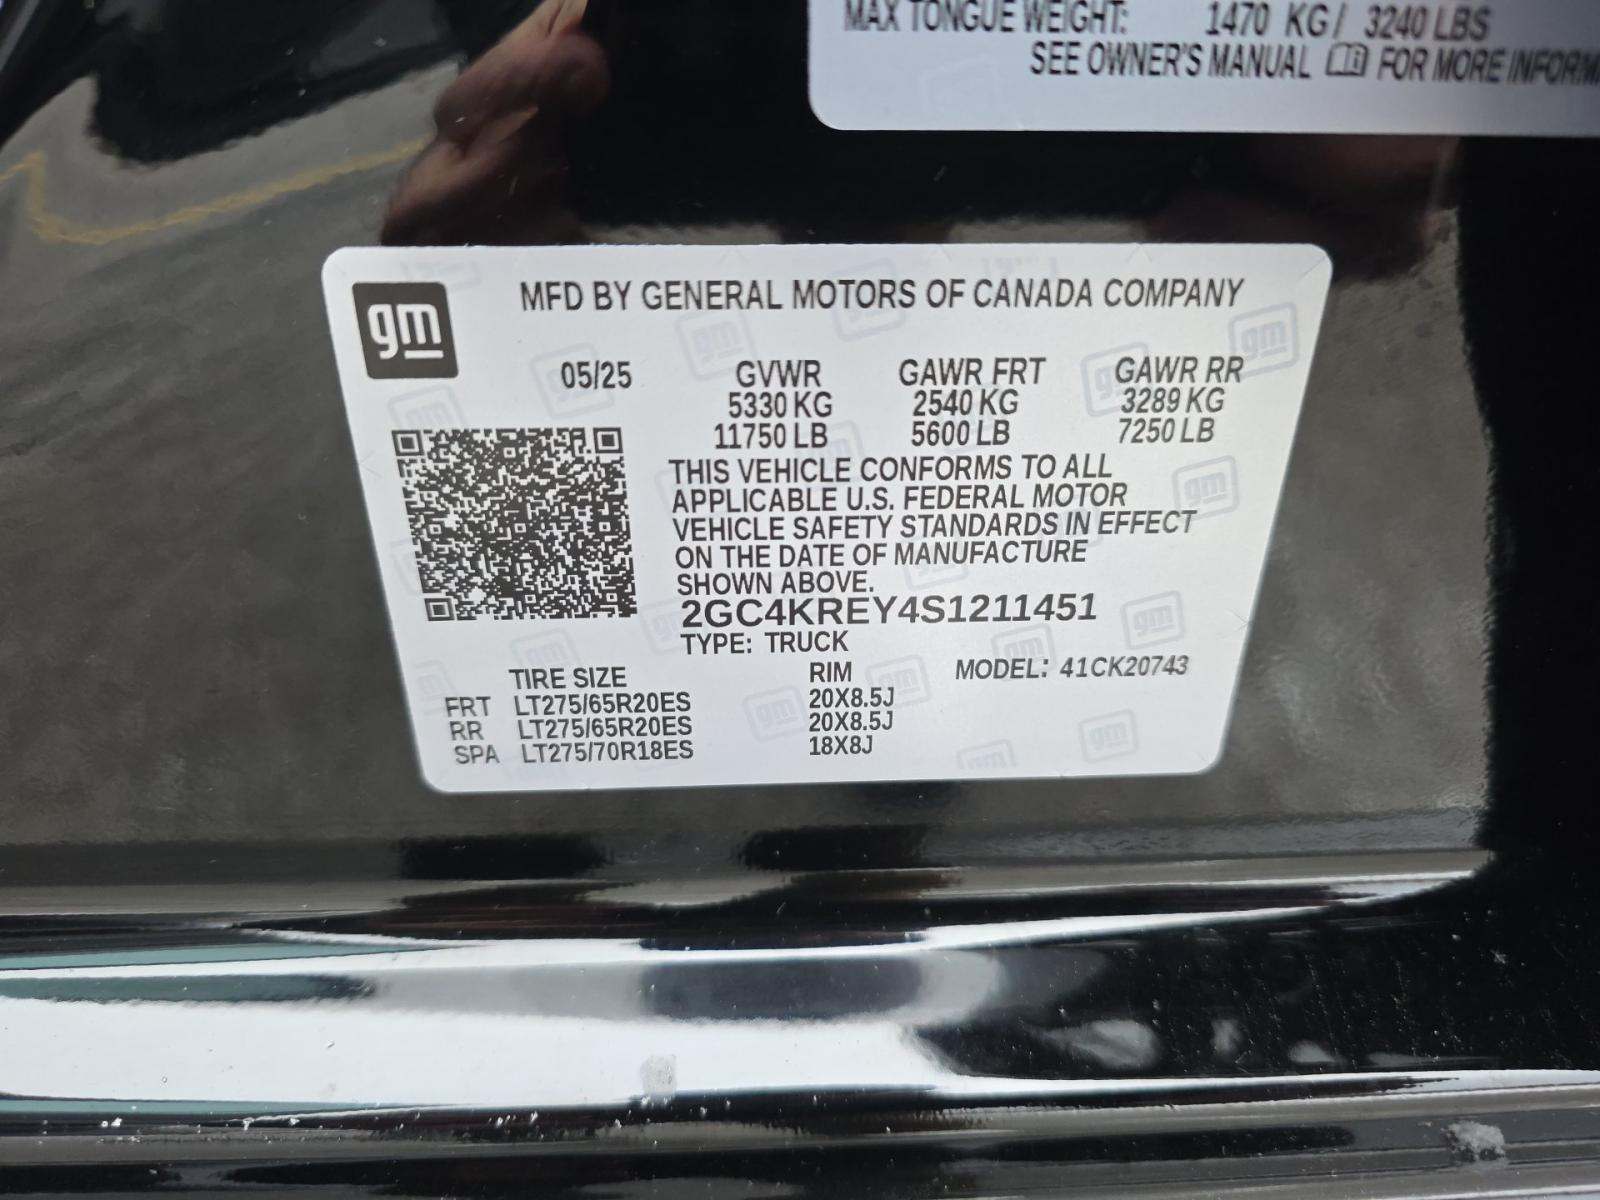 MAX TONGUE WEIGHT: 1470 KG / 3240 LBS
SEE OWNER'S MANUAL FOR MORE
gm
MFD BY GENERAL MOTORS OF CANADA COMPANY
05/25 GVWR GAWR FRT GAWR RR
5330 KG 2540 KG 3289 KG
11750 LB 5600 LB 7250 LB
THIS VEHICLE CONFORMS TO ALL
APPLICABLE U.S. FEDERAL MOTOR
VEHICLE SAFETY STANDARDS IN EFFECT
ON THE DATE OF MANUFACTURE
SHOWN ABOVE.
2GC4KREY4S1211451
TYPE: TRUCK
TIRE SIZE RIM MODEL: 41CK20743
FRT LT275/65R20ES 20X8.5J
RR LT275/65R20ES 20X8.5J
SPA LT275/70R18ES 18X8J